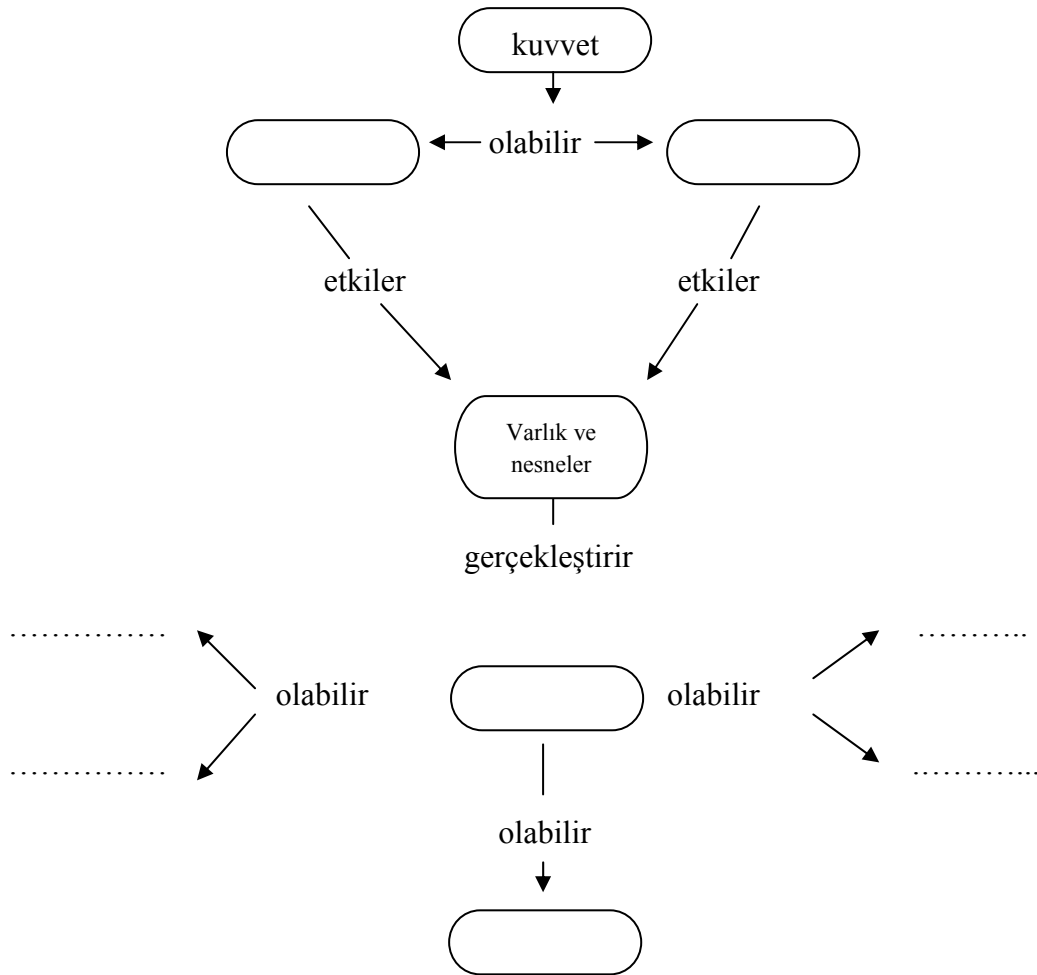 kuvvet
olabilir
etkiler
etkiler
Varlık ve
nesneler
gerçekleştirir
……………
………..
olabilir
olabilir
……………
………....
olabilir